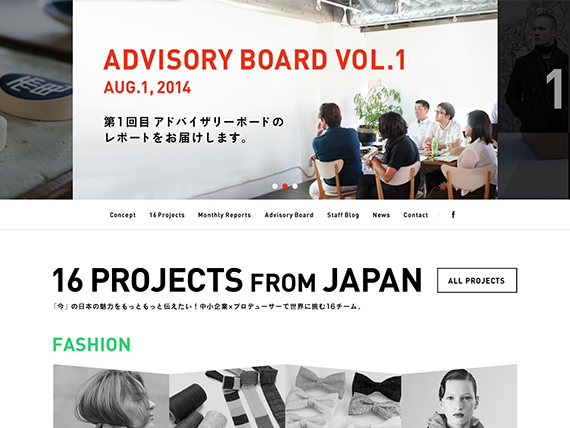 ADVISORY BOARD VOL.1
AUG.1, 2014
第1回目 アドバイザリーボードの
レポートをお届けします。
1
Concept 16 Projects Monthly Reports Advisory Board Staff Blog News Contact f
16 PROJECTS FROM JAPAN
ALL PROJECTS
「今」の日本の魅力をもっともっと伝えたい！中小企業×プロデューサーで世界に挑む16チーム。
FASHION